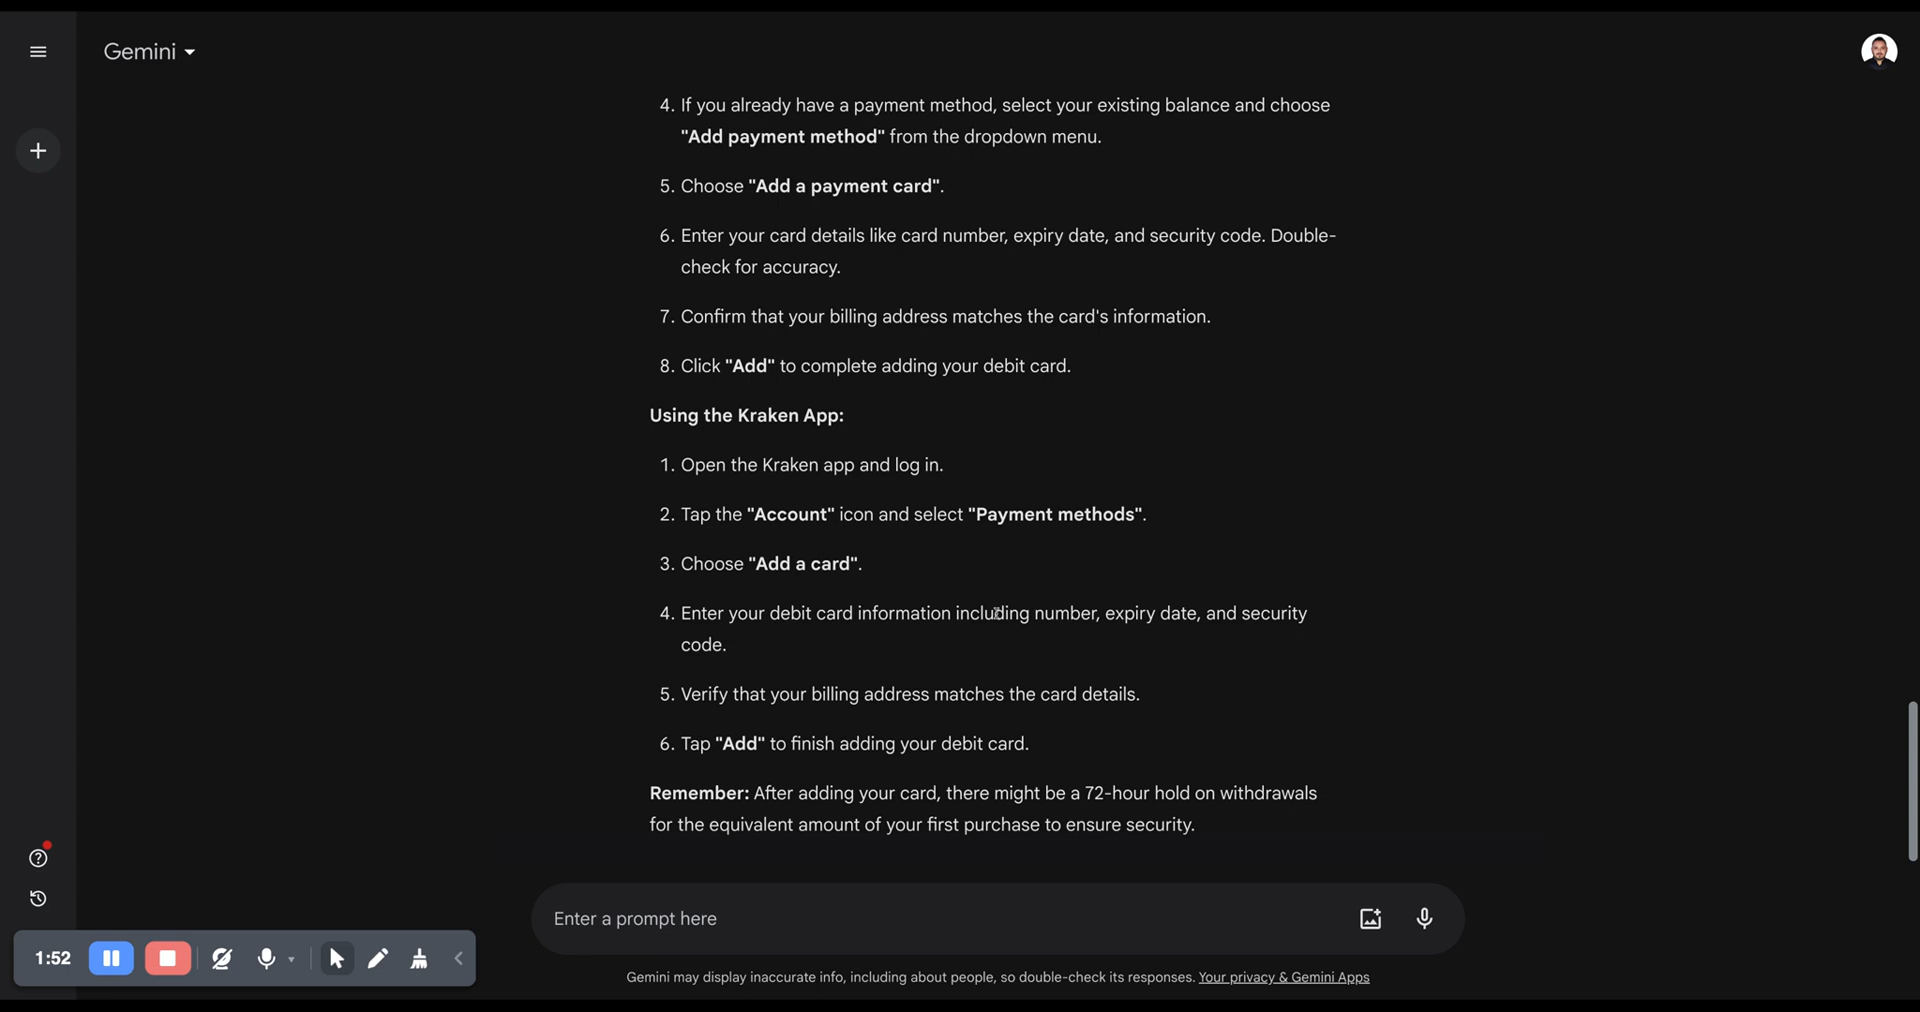 Gemini
4. If you already have a payment method, select your existing balance and choose
"Add payment method" from the dropdown menu.
5. Choose "Add a payment card".
6. Enter your card details like card number, expiry date, and security code. Double-
check for accuracy.
7. Confirm that your billing address matches the card's information.
8. Click "Add" to complete adding your debit card.
Using the Kraken App:
1. Open the Kraken app and log in.
2. Tap the "Account" icon and select "Payment methods".
3. Choose "Add a card".
4. Enter your debit card information including number, expiry date, and security
code.
5. Verify that your billing address matches the card details.
6. Tap "Add" to finish adding your debit card.
Remember: After adding your card, there might be a 72-hour hold on withdrawals
for the equivalent amount of your first purchase to ensure security.
Enter a prompt here
1:52
Gemini may display inaccurate info, including about people, so double-check its responses. Your privacy & Gemini Apps